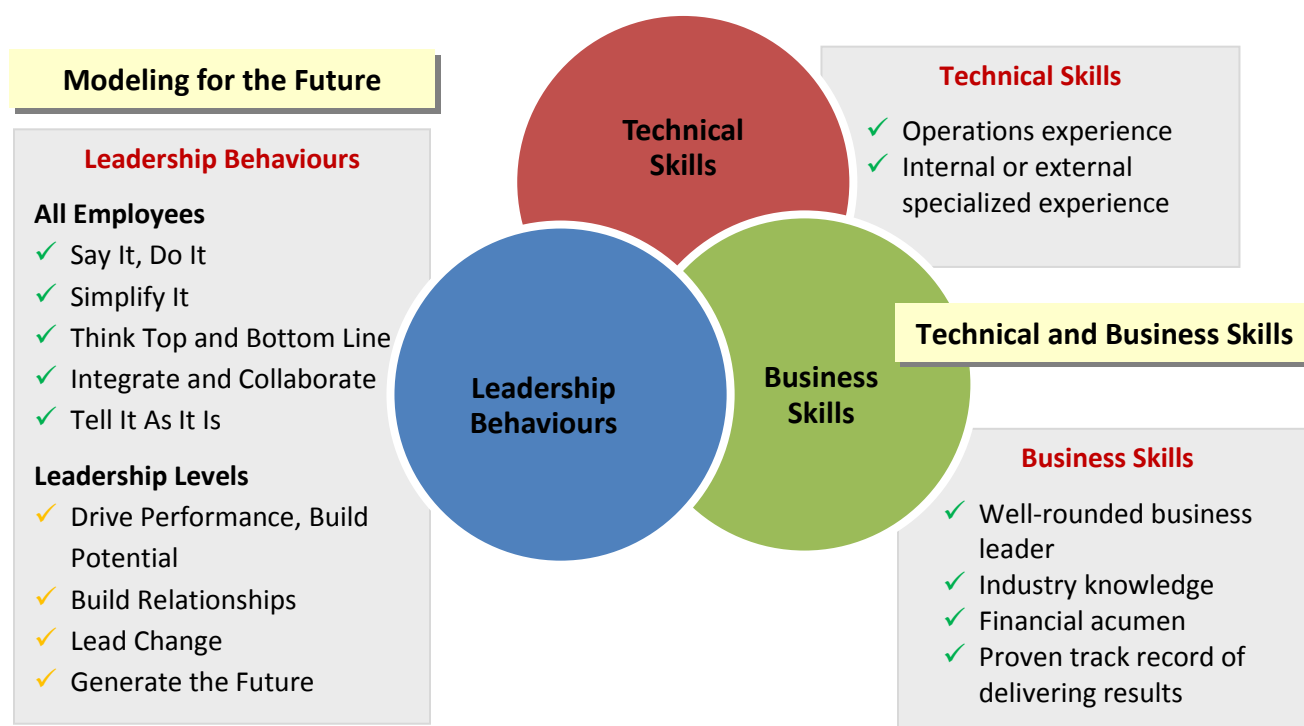 Modeling for the Future
Leadership Behaviours
All Employees
✓ Say It, Do It
✓ Simplify It
✓ Think Top and Bottom Line
✓ Integrate and Collaborate
✓ Tell It As It Is
Leadership Levels
✓ Drive Performance, Build
Potential
✓ Build Relationships
✓ Lead Change
✓ Generate the Future
Technical
Skills
Leadership
Behaviours
Business
Skills
Technical Skills
✓ Operations experience
✓ Internal or external
specialized experience
Technical and Business Skills
Business Skills
✓ Well-rounded business
leader
✓ Industry knowledge
✓ Financial acumen
✓ Proven track record of
delivering results